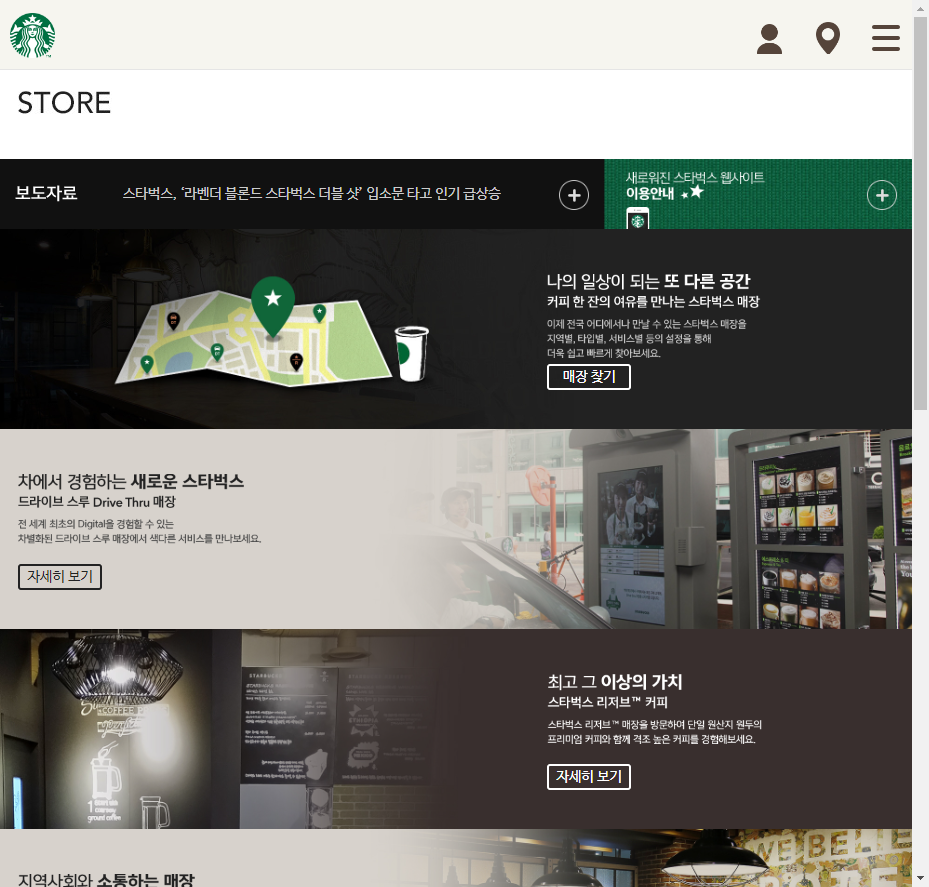 STORE
보도자료
스타벅스, ‘라벤더 블론드 스타벅스 더블 샷’ 입소문 타고 인기 급상승
새로워진 스타벅스 웹사이트
이용안내
나의 일상이 되는 또 다른 공간
커피 한 잔의 여유를 만나는 스타벅스 매장
이제 전국 어디에서나 만날 수 있는 스타벅스 매장을
지역별, 타입별, 서비스별 등의 설정을 통해
더욱 쉽고 빠르게 찾아보세요.
매장 찾기
차에서 경험하는 새로운 스타벅스
드라이브 스루 Drive Thru 매장
전 세계 최초의 Digital을 경험할 수 있는
차별화된 드라이브 스루 매장에서 색다른 서비스를 만나보세요.
자세히 보기
최고 그 이상의 가치
스타벅스 리저브™ 커피
스타벅스 리저브™ 매장을 방문하여 단일 원산지 원두의
프리미엄 커피와 함께 격조 높은 커피를 경험해보세요.
자세히 보기
지역사회와 소통하는 매장
WE BELIE